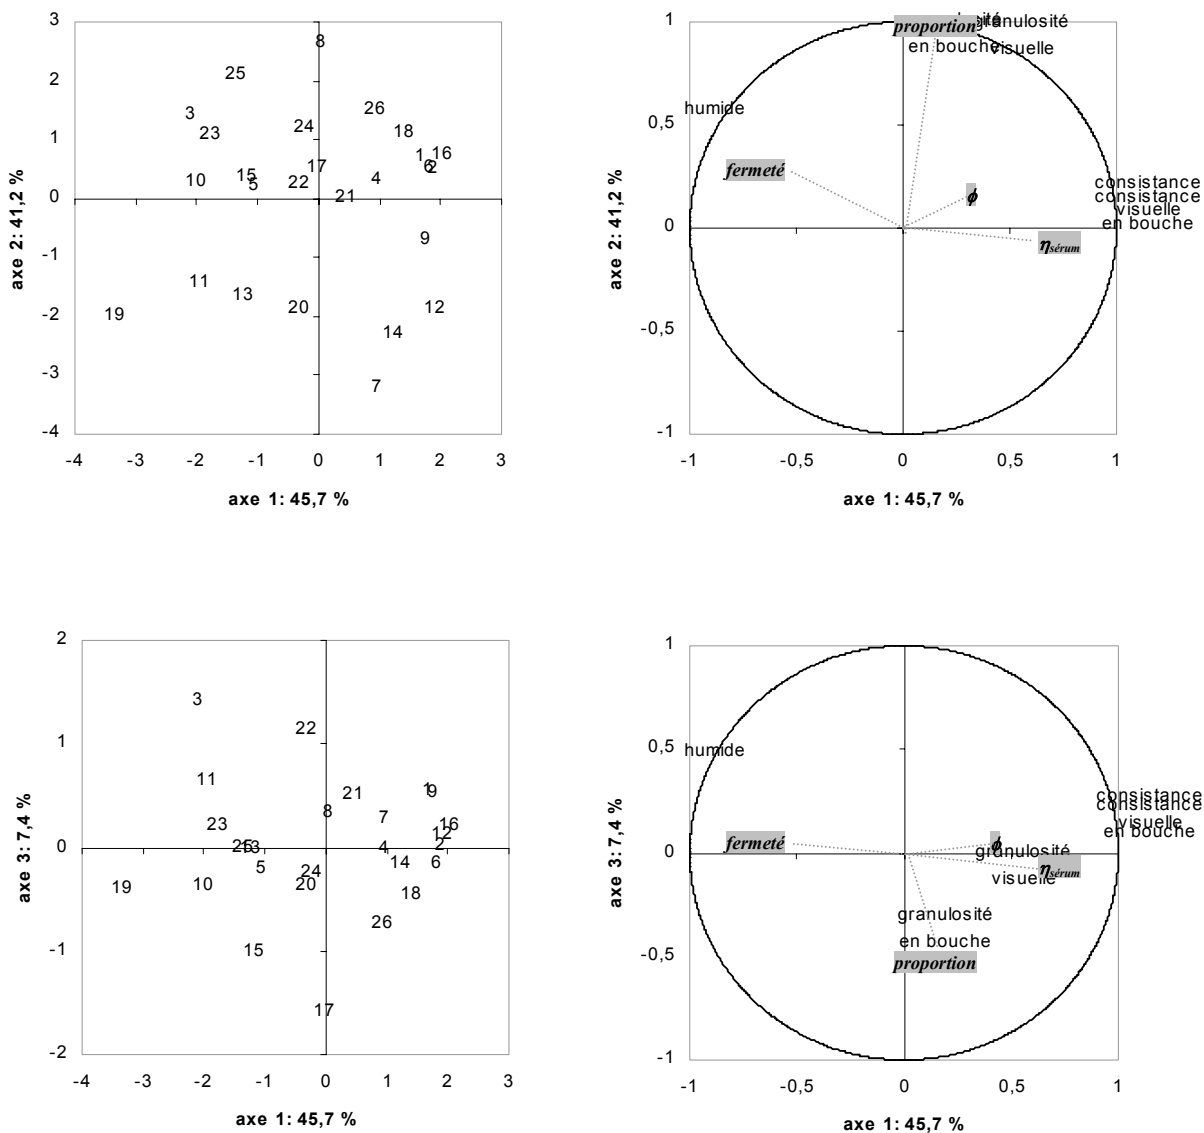 3
8
2
25
3
26
23
24
18
1
1
16
17
6
2
10
15
5
22
4
21
0
axe 2: 41,2 %
9
-1
11
13
20
12
19
-2
14
7
-3
-4
-4 -3 -2 -1 0 1 2 3
axe 1: 45,7 %
1
proportion
granulosité
en bouche
visuelle
humide
0,5
fermeté
ϕ
consistance
consistance
visuelle
en bouche
0
ηsérum
axe 2: 41,2 %
-0,5
-1
-1 -0,5 0 0,5 1
axe 1: 45,7 %
2
3
22
1
11
21
1
9
8
7
23
16
12
0
25
13
4
2
5
24
14
6
19
10
20
18
26
-1
15
17
-2
axe 3: 7,4 %
-4 -3 -2 -1 0 1 2 3
axe 1: 45,7 %
1
humide
0,5
consistance
consistance
visuelle
en bouche
fermeté
ϕ
0
granulosité
visuelle
ηsérum
granulosité
en bouche
proportion
-0,5
-1
axe 3: 7,4 %
-1 -0,5 0 0,5 1
axe 1: 45,7 %